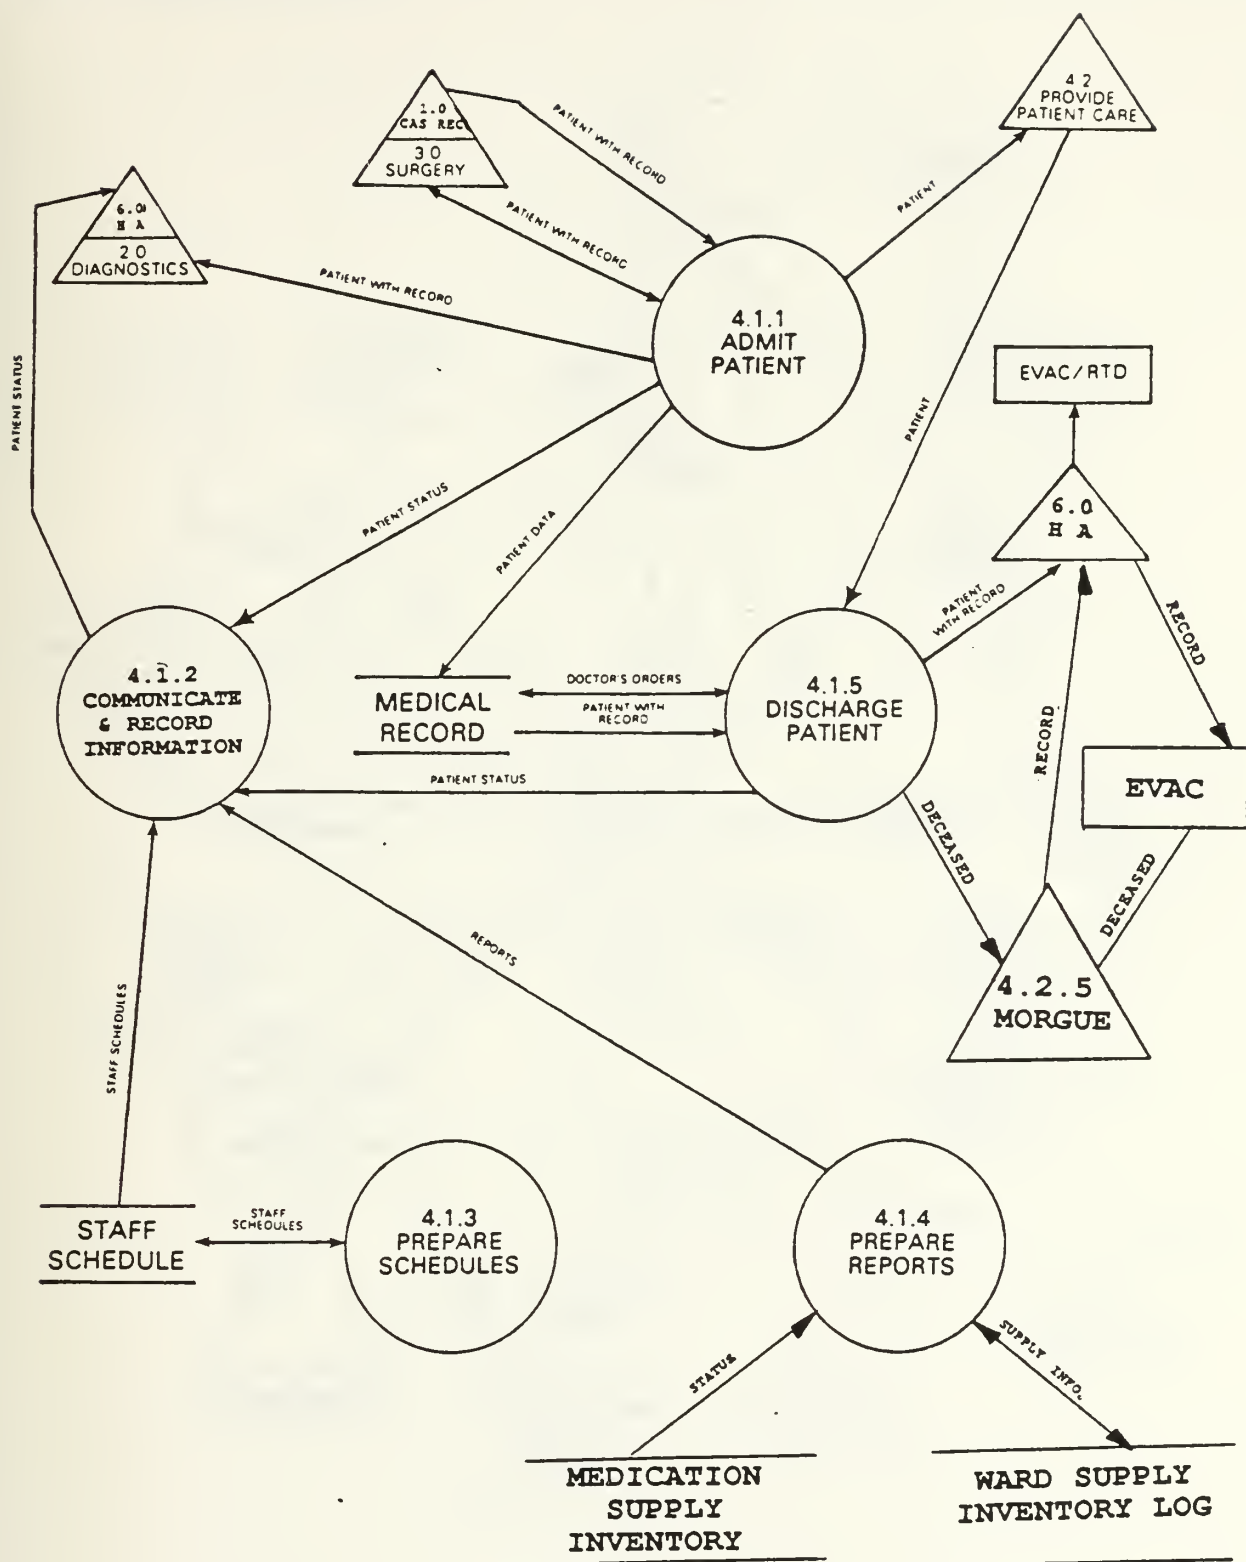 4.2
PROVIDE
PATIENT CARE
1.0
CAS REC
3.0
SURGERY
PATIENT WITH RECORD
PATIENT WITH RECORD
PATIENT
6.0
H A
2.0
DIAGNOSTICS
PATIENT WITH RECORD
4.1.1
ADMIT
PATIENT
PATIENT STATUS
EVAC/RTD
PATIENT
6.0
H A
PATIENT STATUS
PATIENT DATA
PATIENT
WITH RECORD
RECORD
4.1.2
COMMUNICATE
& RECORD
INFORMATION
MEDICAL
RECORD
DOCTOR'S ORDERS
PATIENT WITH
RECORD
4.1.5
DISCHARGE
PATIENT
RECORD
PATIENT STATUS
EVAC
DECEASED
DECEASED
REPORTS
4.2.5
MORGUE
STAFF SCHEDULES
STAFF
SCHEDULE
STAFF
SCHEDULES
4.1.3
PREPARE
SCHEDULES
4.1.4
PREPARE
REPORTS
STATUS
SUPPLY INFO.
MEDICATION
SUPPLY
INVENTORY
WARD SUPPLY
INVENTORY LOG